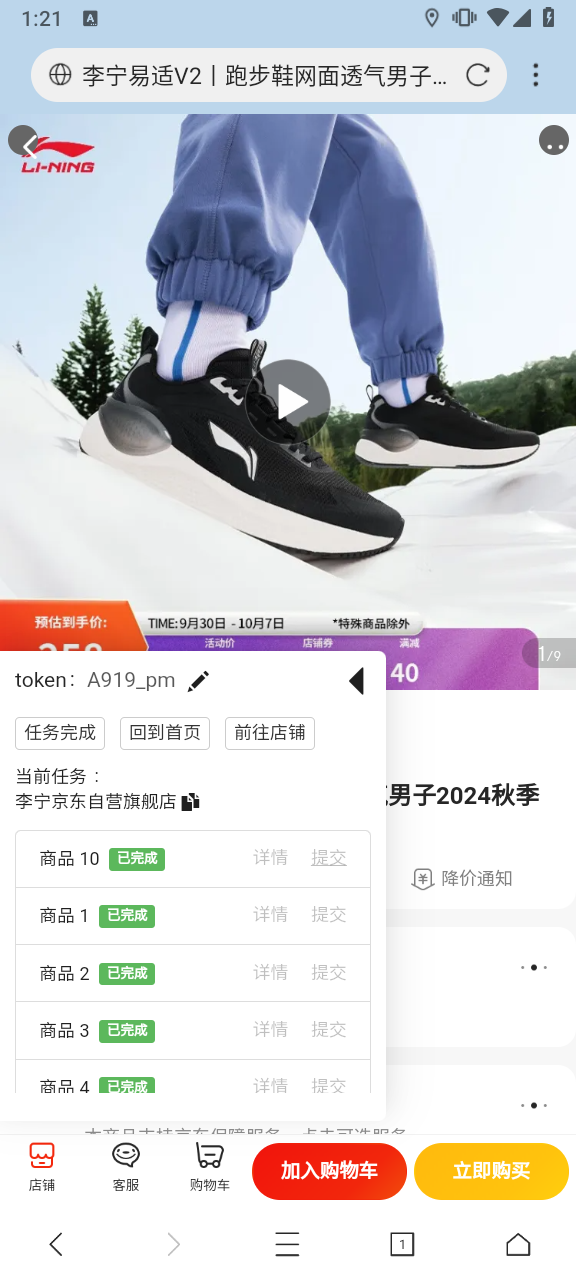 1:21
李宁易适V2丨跑步鞋网面透气男子...
LI-NING
预估到手价:
TIME:9月30日 - 10月7日
*特殊商品除外
活动价
店铺券
满减
40
1/9
token: A919_pm
任务完成
回到首页
前往店铺
当前任务：
李宁京东自营旗舰店
男子2024秋季
商品 10 已完成 详情 提交
降价通知
商品 1 已完成 详情 提交
商品 2 已完成 详情 提交
商品 3 已完成 详情 提交
商品 4 已完成 详情 提交
店铺
客服
购物车
加入购物车
立即购买
1